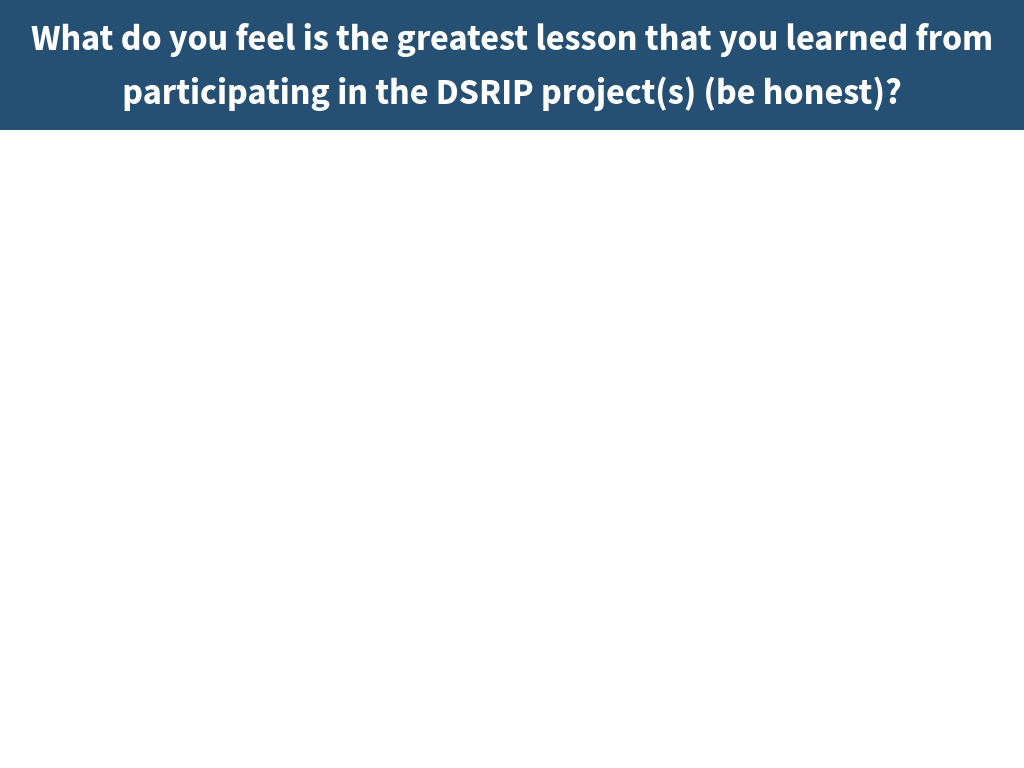 What do you feel is the greatest lesson that you learned from
participating in the DSRIP project(s) (be honest)?